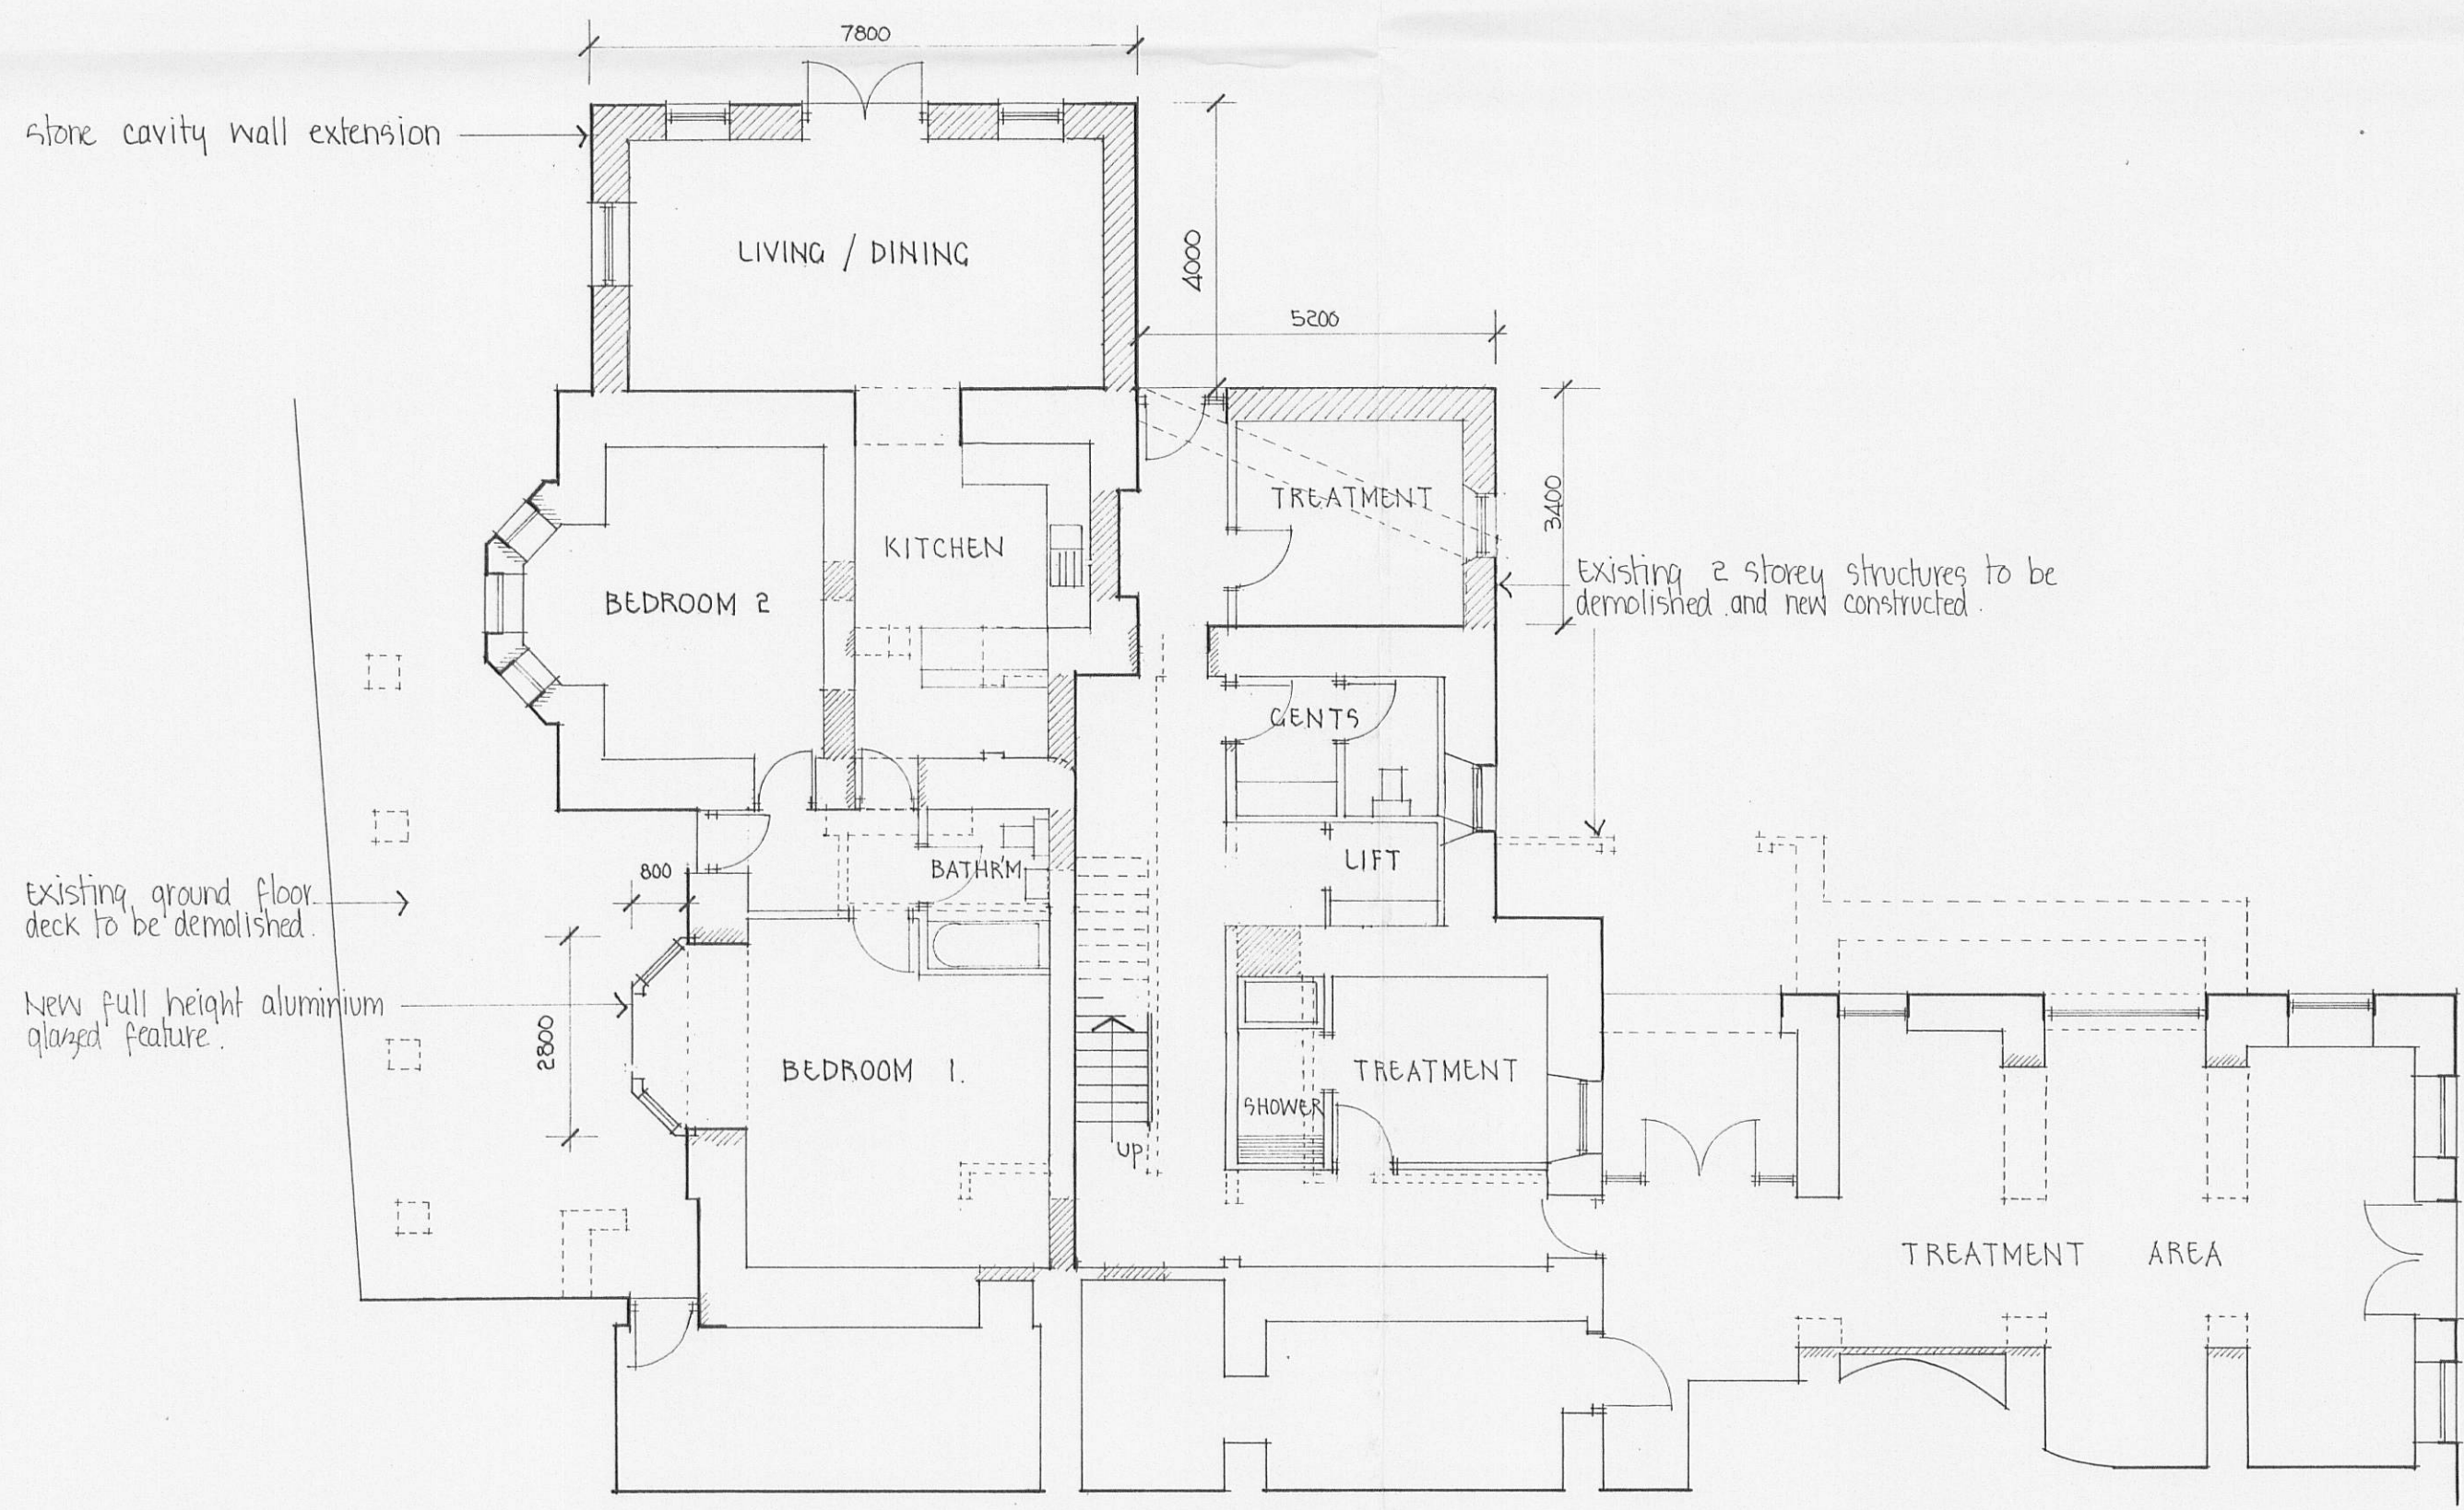 7800
stone cavity wall extension
LIVING / DINING
4000
5200
TREATMENT
3400
KITCHEN
Existing 2 storey structures to be
demolished and new constructed.
BEDROOM 2
GENTS
LIFT
BATHR'M
800
Existing ground floor
deck to be demolished.
New full height aluminium
glazed feature.
2800
BEDROOM 1.
TREATMENT
SHOWER
UP
TREATMENT AREA